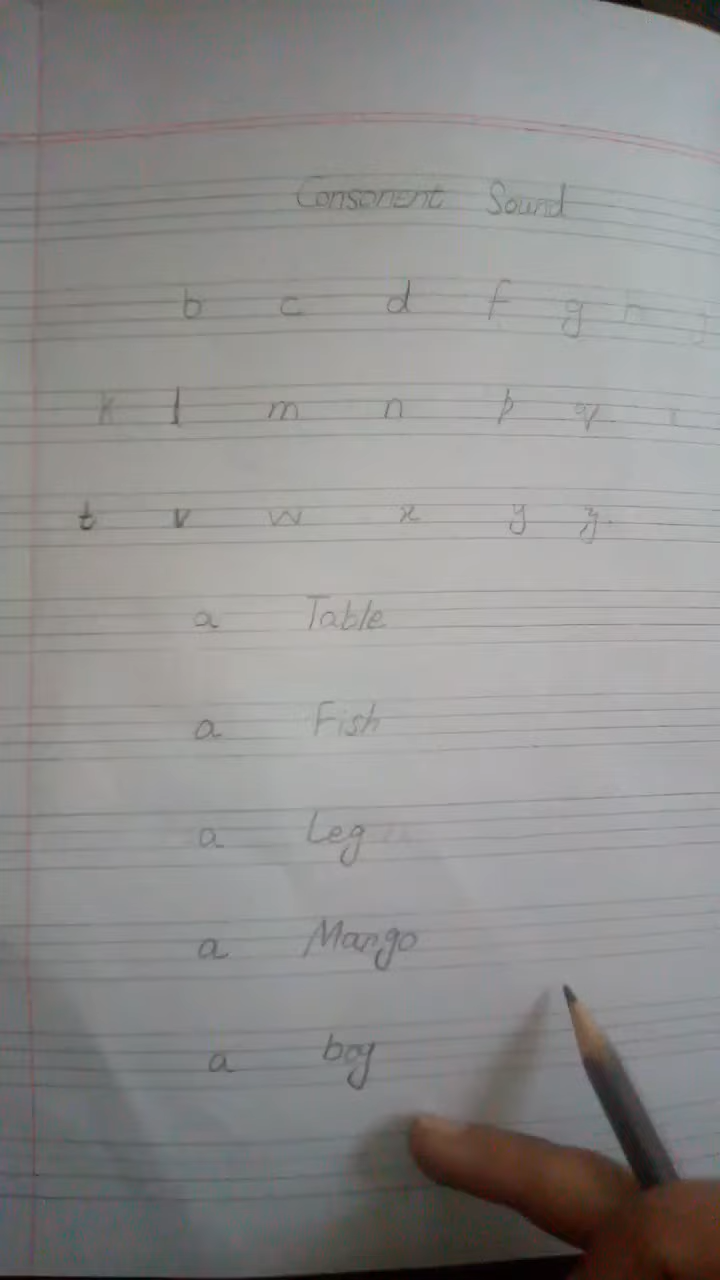 Consonent Sound
b c d f g h j
k l m n p q r
t v w x y z.
a Table
a Fish
a Leg
a Mango
a boy